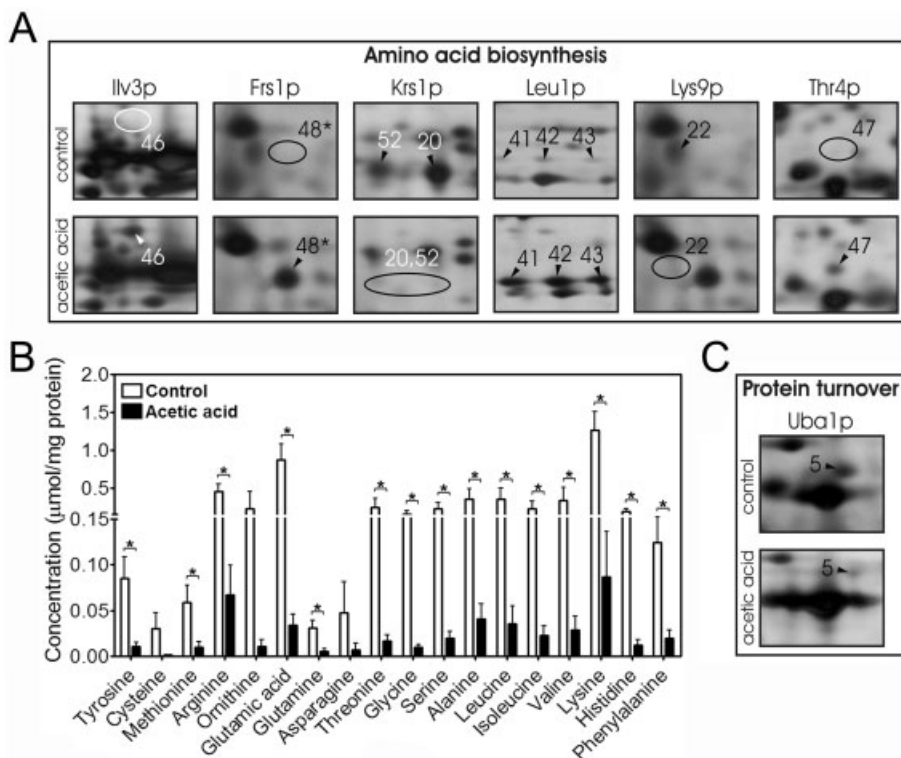 A
Amino acid biosynthesis
Ilv3p Frs1p Krs1p Leu1p Lys9p Thr4p
control
46 48* 52 20 41 42 43 22 47
acetic acid
46 48* 20,52 41 42 43 22 47
B
Concentration (µmol/mg protein)
2.0
1.5
1.0
0.5
0.15
0.10
0.05
0.00
Control
Acetic acid
* * * * * * * * * * * * * * *
Tyrosine
Cysteine
Methionine
Arginine
Ornithine
Glutamic acid
Glutamine
Asparagine
Threonine
Glycine
Serine
Alanine
Leucine
Isoleucine
Valine
Lysine
Histidine
Phenylalanine
C
Protein turnover
Uba1p
control
5
acetic acid
5